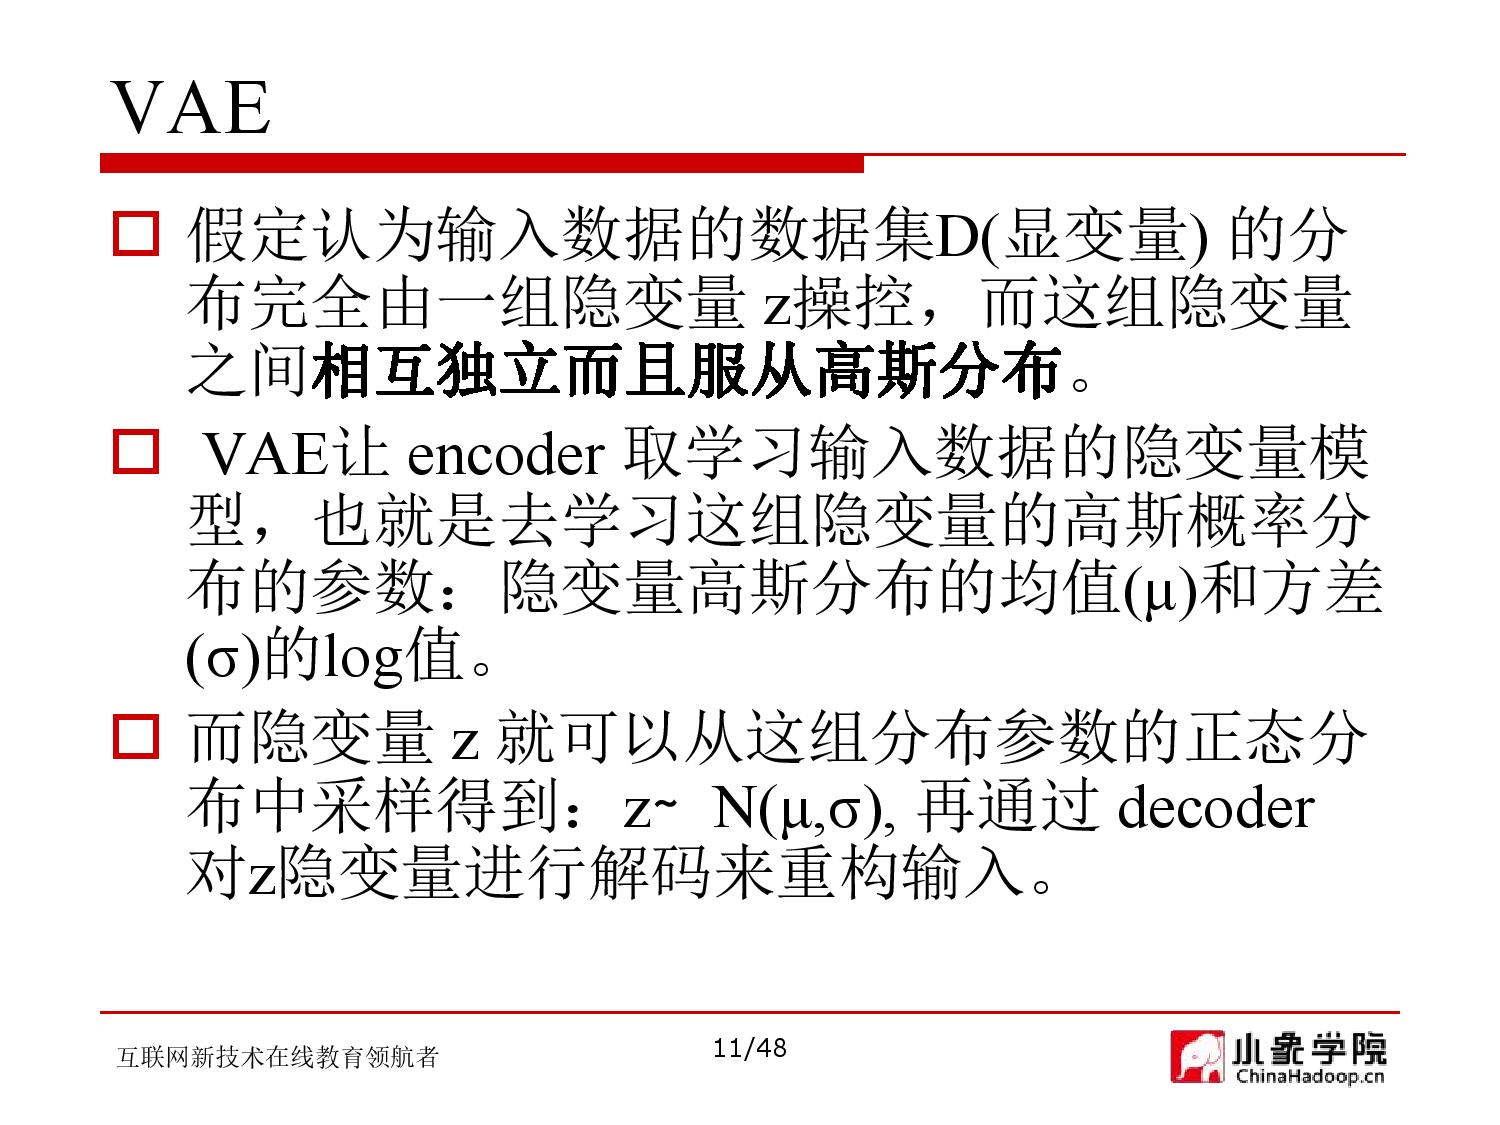 VAE
假定认为输入数据的数据集D(显变量) 的分
布完全由一组隐变量 z操控，而这组隐变量
之间相互独立而且服从高斯分布。
VAE让 encoder 取学习输入数据的隐变量模
型，也就是去学习这组隐变量的高斯概率分
布的参数：隐变量高斯分布的均值(μ)和方差
(σ)的log值。
而隐变量 z 就可以从这组分布参数的正态分
布中采样得到：z~ N(μ,σ), 再通过 decoder
对z隐变量进行解码来重构输入。
互联网新技术在线教育领航者
11/48
小象学院
ChinaHadoop.cn